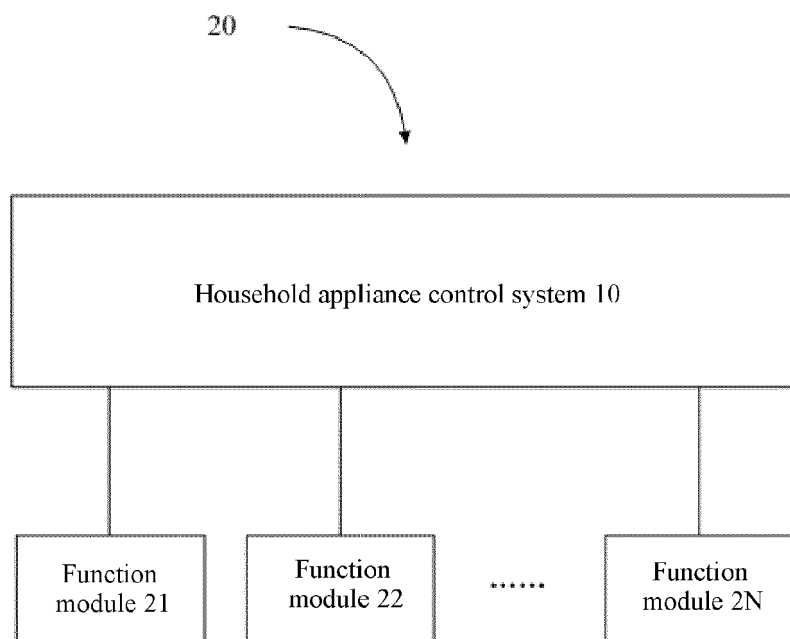 20
Household appliance control system 10
Function
module 21
Function
module 22
......
Function
module 2N